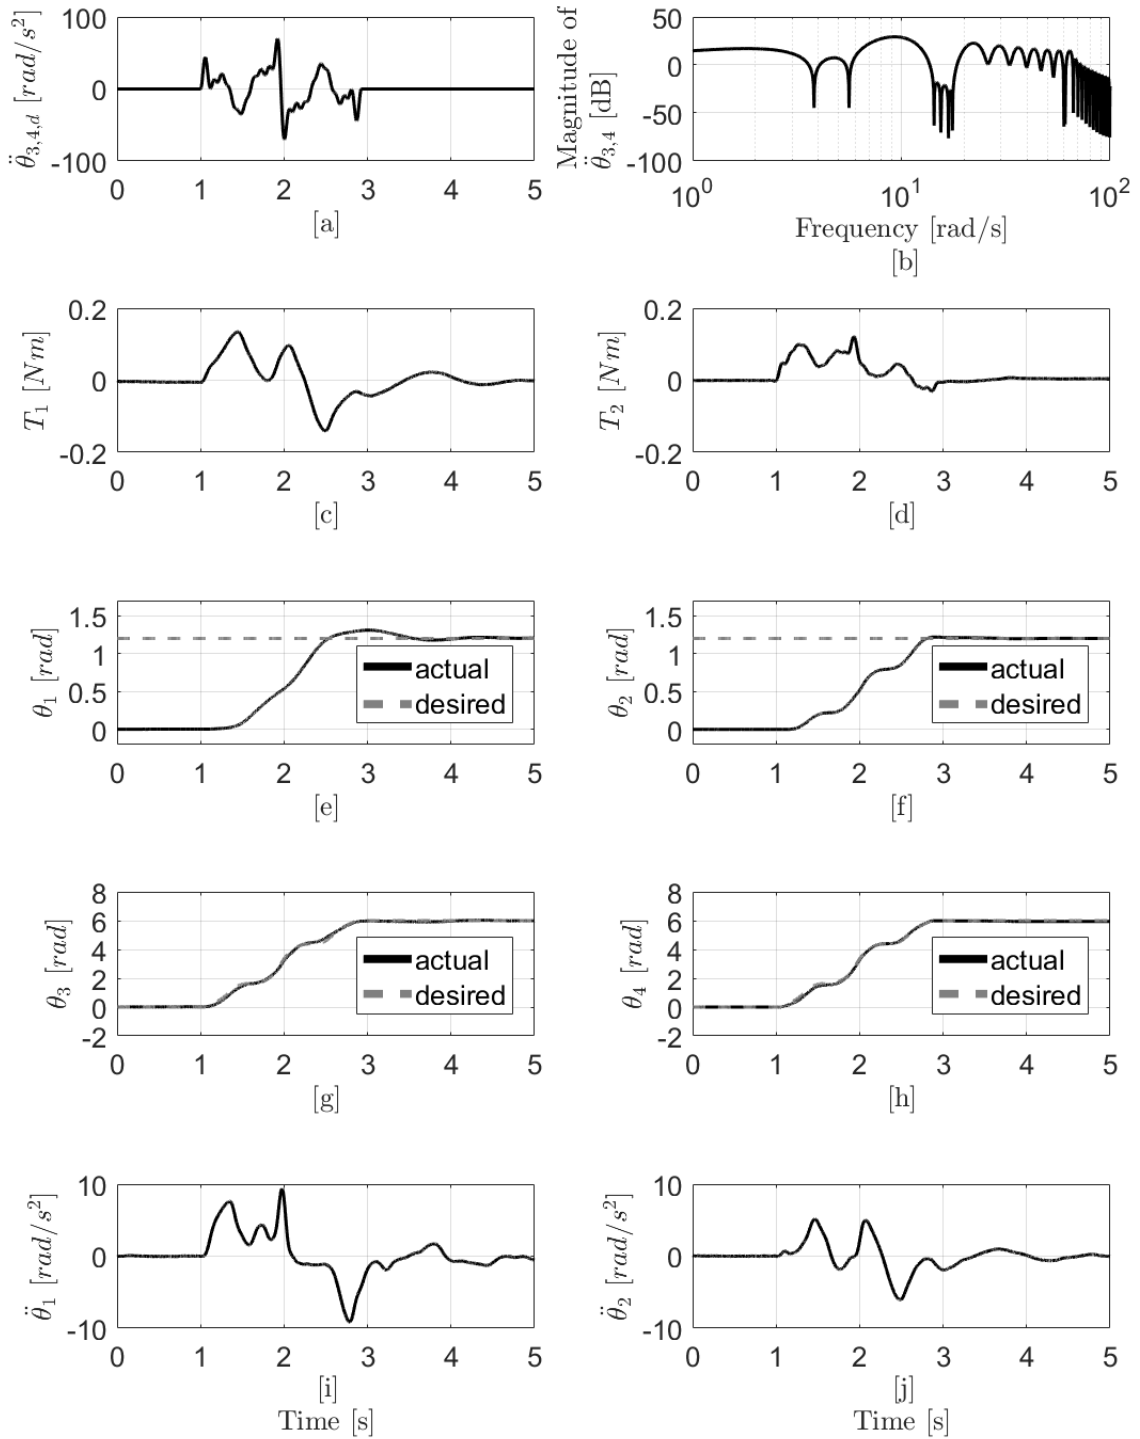 θ̈3,4,d [rad/s²]
100
0
-100
0 1 2 3 4 5
[a]
Magnitude of
θ̈3,4 [dB]
50
0
-50
-100
10⁰ 10¹ 10²
Frequency [rad/s]
[b]
T1 [Nm]
0.2
0
-0.2
0 1 2 3 4 5
[c]
T2 [Nm]
0.2
0
-0.2
0 1 2 3 4 5
[d]
θ1 [rad]
1.5
1
0.5
0
actual
desired
0 1 2 3 4 5
[e]
θ2 [rad]
1.5
1
0.5
0
actual
desired
0 1 2 3 4 5
[f]
θ3 [rad]
8
6
4
2
0
-2
actual
desired
0 1 2 3 4 5
[g]
θ4 [rad]
8
6
4
2
0
-2
actual
desired
0 1 2 3 4 5
[h]
θ̈1 [rad/s²]
10
0
-10
0 1 2 3 4 5
[i]
Time [s]
θ̈2 [rad/s²]
10
0
-10
0 1 2 3 4 5
[j]
Time [s]